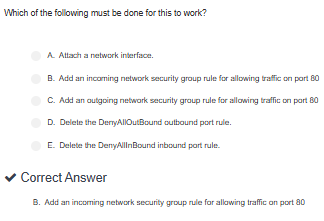 Which of the following must be done for this to work?
A. Attach a network interface.
B. Add an incoming network security group rule for allowing traffic on port 80
C. Add an outgoing network security group rule for allowing traffic on port 80
D. Delete the DenyAllOutBound outbound port rule.
E. Delete the DenyAllInBound inbound port rule.
Correct Answer
B. Add an incoming network security group rule for allowing traffic on port 80